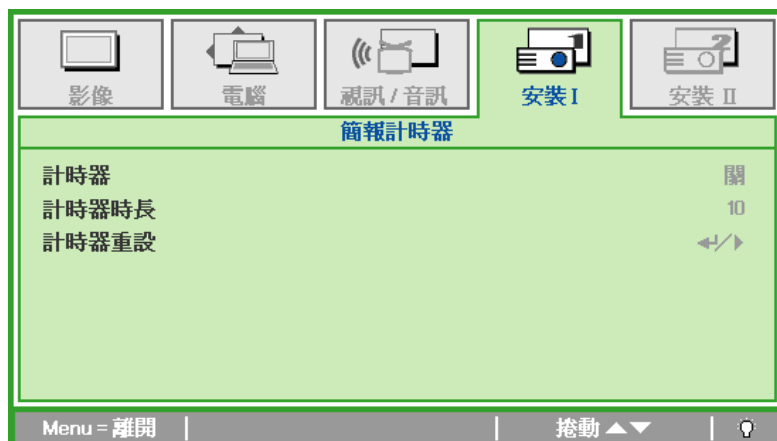 影像
電腦
視訊 / 音訊
安裝 I
安裝 II
簡報計時器
計時器 關
計時器時長 10
計時器重設 /
Menu = 離開 捲動